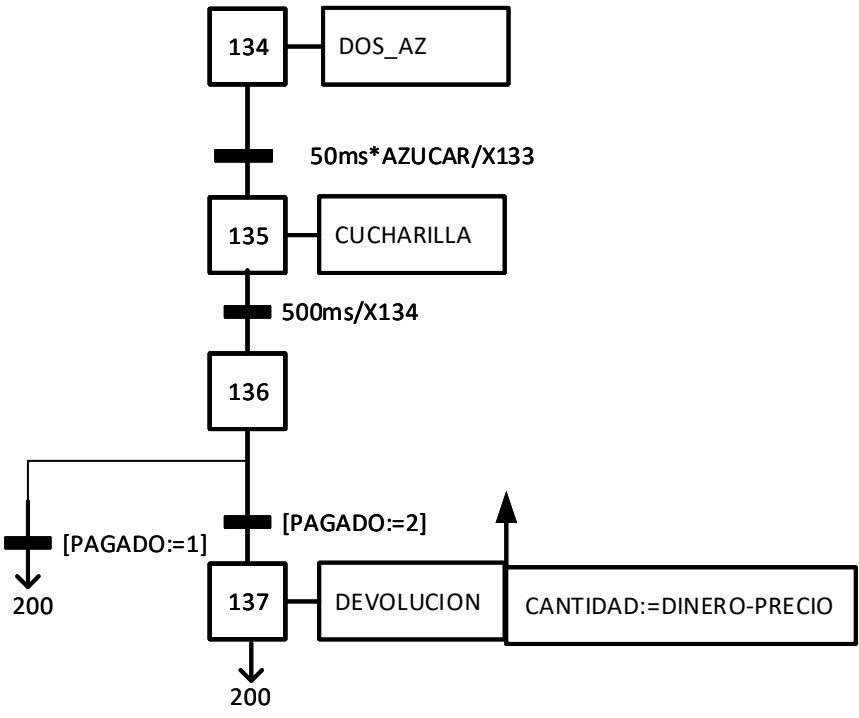 134
DOS_AZ
50ms*AZUCAR/X133
135
CUCHARILLA
500ms/X134
136
[PAGADO:=1]
[PAGADO:=2]
200
137
DEVOLUCION
CANTIDAD:=DINERO-PRECIO
200